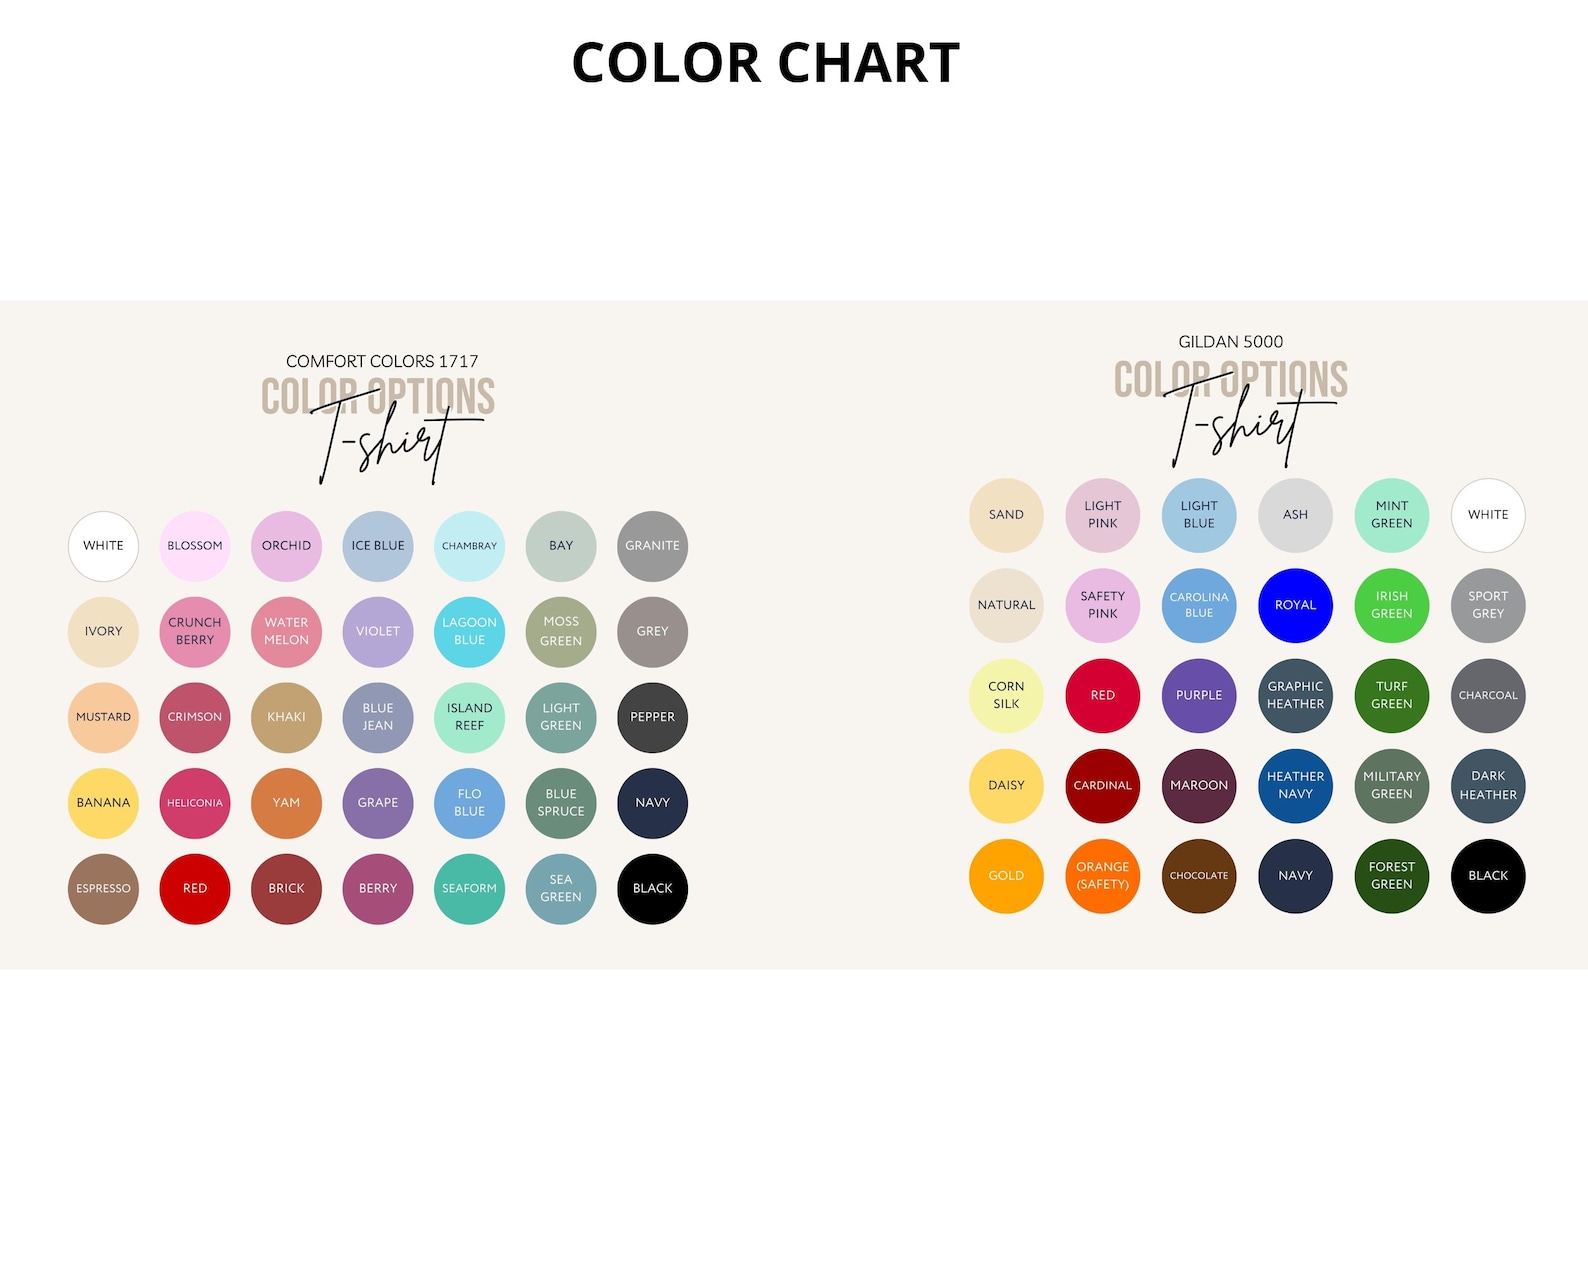 COLOR CHART
COMFORT COLORS 1717
COLOR OPTIONS
T-shirt
WHITE
BLOSSOM
ORCHID
ICE BLUE
CHAMBRAY
BAY
GRANITE
IVORY
CRUNCH
BERRY
WATER
MELON
VIOLET
LAGOON
BLUE
MOSS
GREEN
GREY
MUSTARD
CRIMSON
KHAKI
BLUE
JEAN
ISLAND
REEF
LIGHT
GREEN
PEPPER
BANANA
HELICONIA
YAM
GRAPE
FLO
BLUE
BLUE
SPRUCE
NAVY
ESPRESSO
RED
BRICK
BERRY
SEAFORM
SEA
GREEN
BLACK
GILDAN 5000
COLOR OPTIONS
T-shirt
SAND
LIGHT
PINK
LIGHT
BLUE
ASH
MINT
GREEN
WHITE
NATURAL
SAFETY
PINK
CAROLINA
BLUE
ROYAL
IRISH
GREEN
SPORT
GREY
CORN
SILK
RED
PURPLE
GRAPHIC
HEATHER
TURF
GREEN
CHARCOAL
DAISY
CARDINAL
MAROON
HEATHER
NAVY
MILITARY
GREEN
DARK
HEATHER
GOLD
ORANGE
(SAFETY)
CHOCOLATE
NAVY
FOREST
GREEN
BLACK